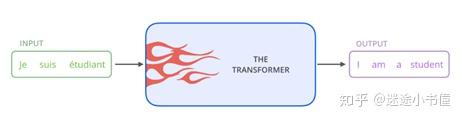 INPUT
Je suis étudiant
THE
TRANSFORMER
OUTPUT
I am a student
知乎 @迷途小书僮